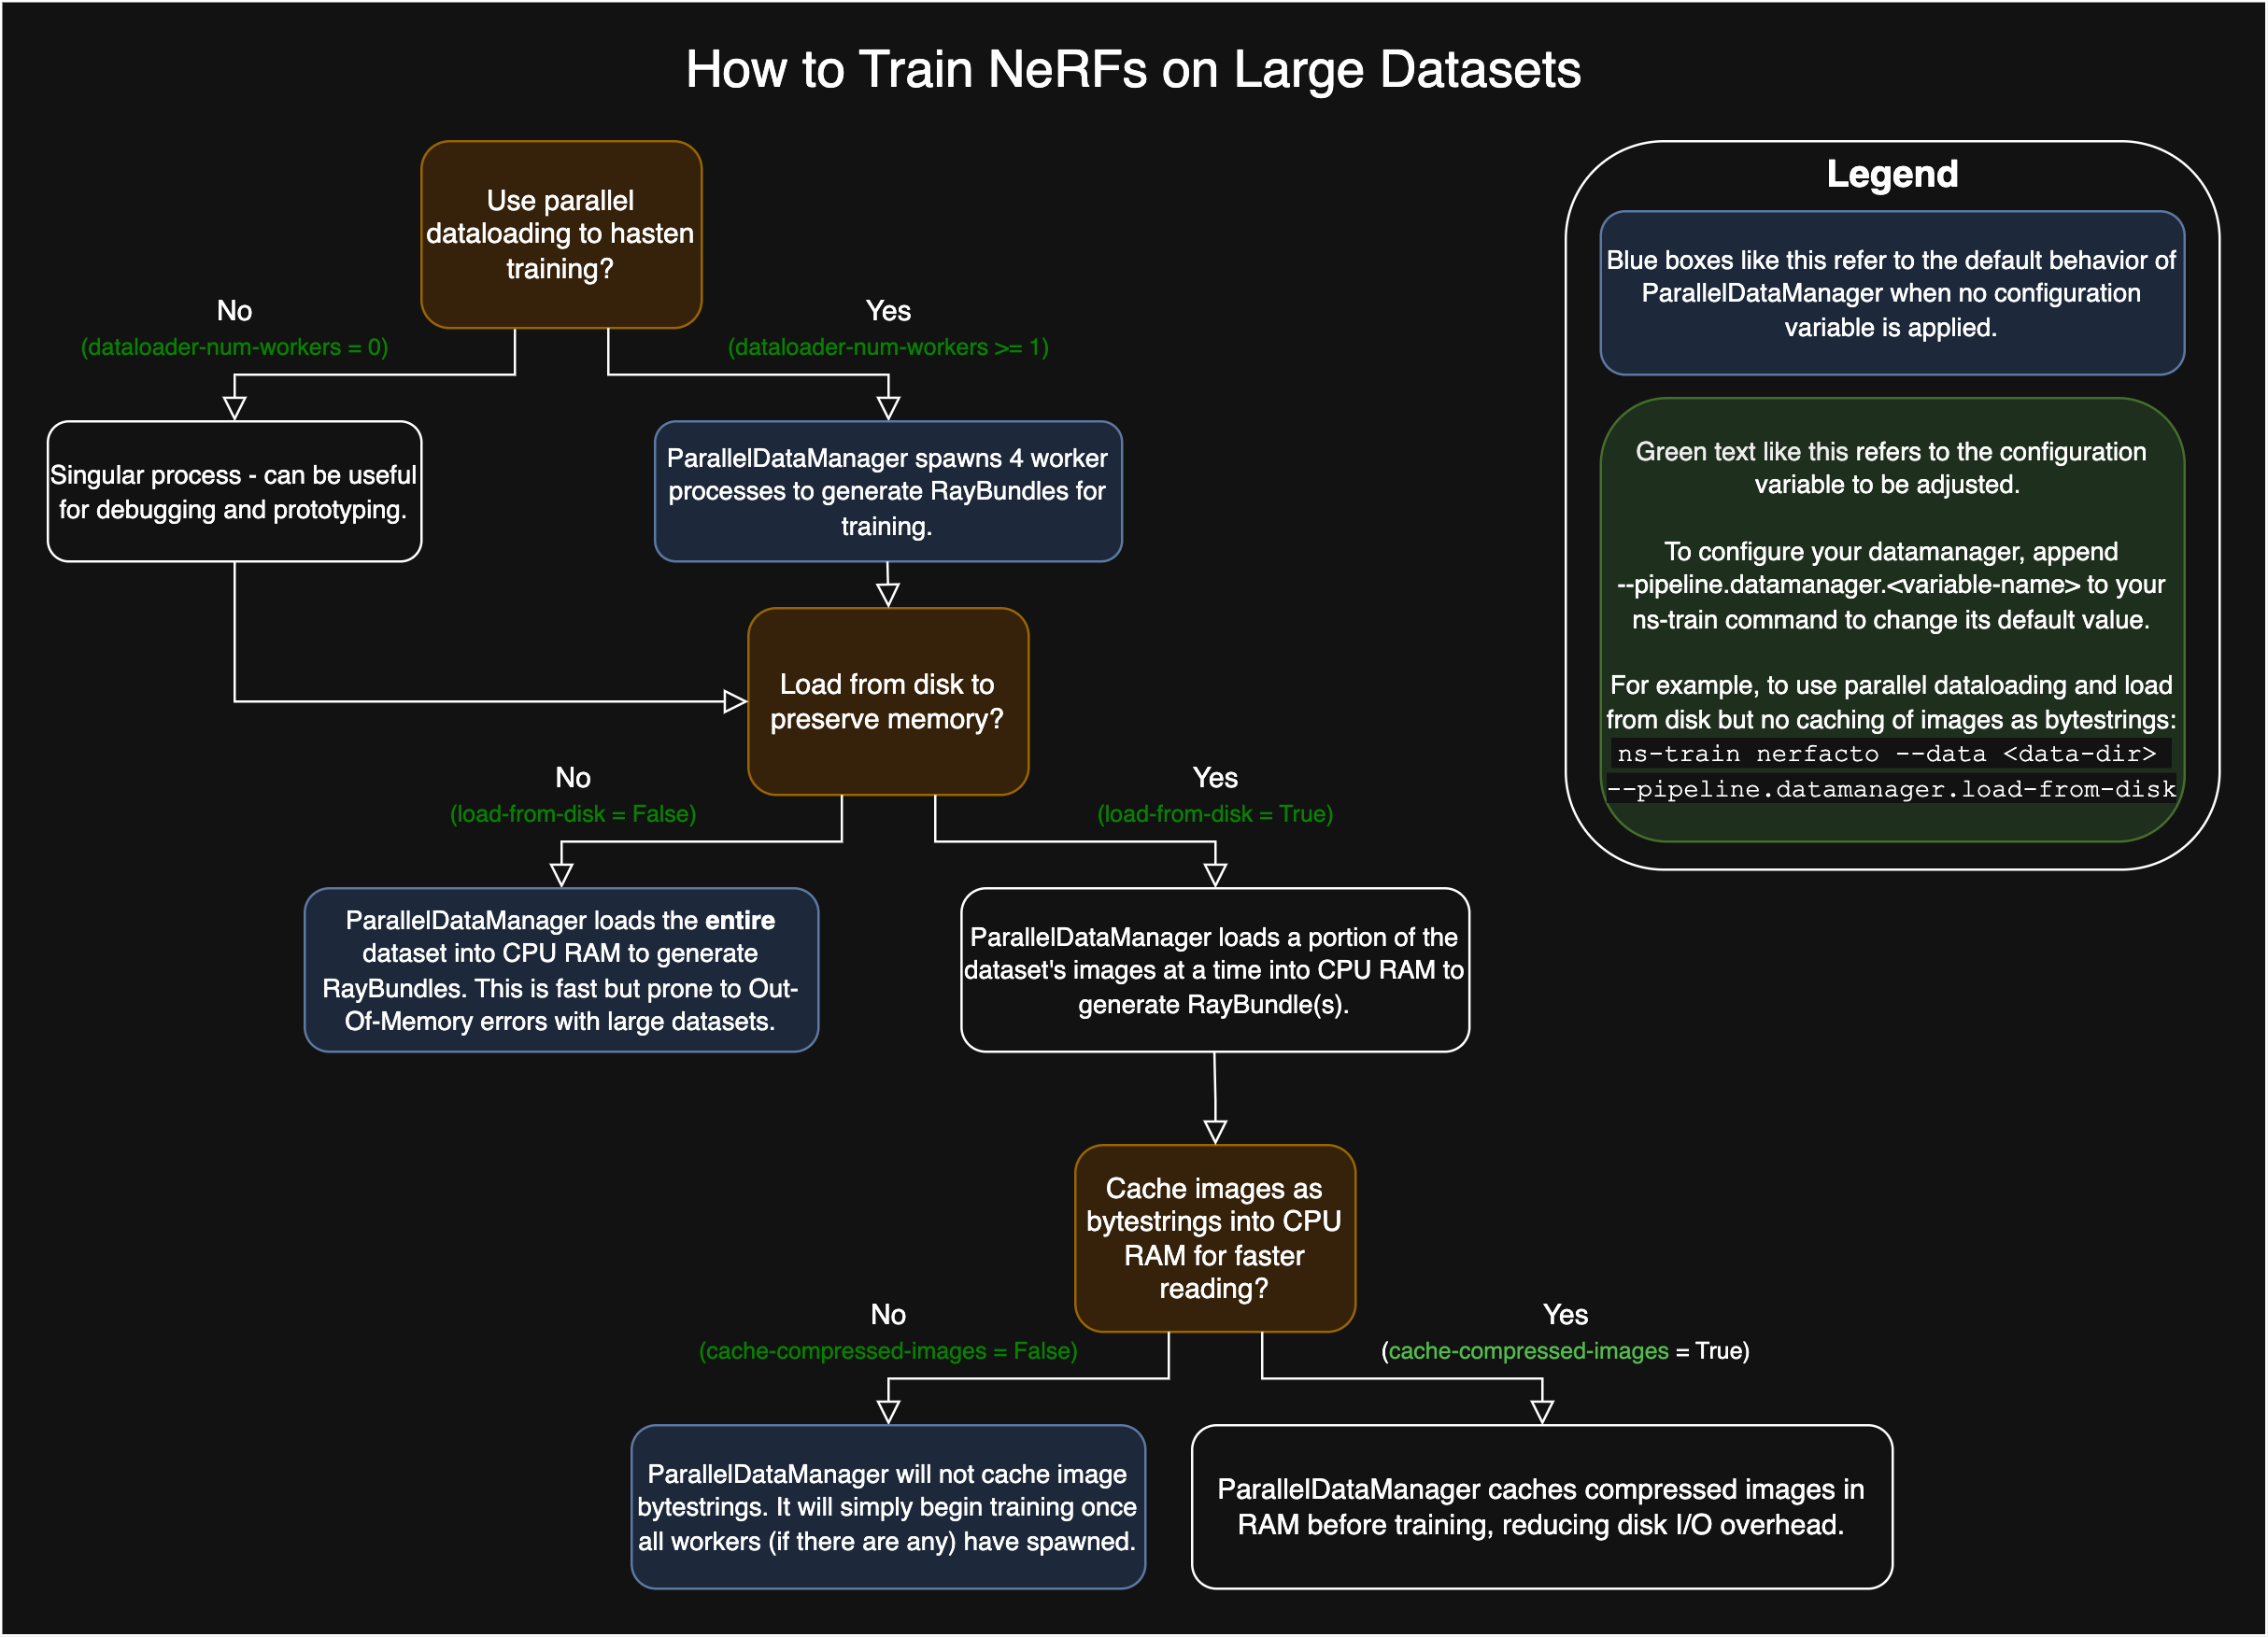 How to Train NeRFs on Large Datasets
Use parallel
dataloading to hasten
training?
No
(dataloader-num-workers = 0)
Yes
(dataloader-num-workers >= 1)
Singular process - can be useful
for debugging and prototyping.
ParallelDataManager spawns 4 worker
processes to generate RayBundles for
training.
Load from disk to
preserve memory?
No
(load-from-disk = False)
Yes
(load-from-disk = True)
ParallelDataManager loads the entire
dataset into CPU RAM to generate
RayBundles. This is fast but prone to Out-
Of-Memory errors with large datasets.
ParallelDataManager loads a portion of the
dataset's images at a time into CPU RAM to
generate RayBundle(s).
Cache images as
bytestrings into CPU
RAM for faster
reading?
No
(cache-compressed-images = False)
Yes
(cache-compressed-images = True)
ParallelDataManager will not cache image
bytestrings. It will simply begin training once
all workers (if there are any) have spawned.
ParallelDataManager caches compressed images in
RAM before training, reducing disk I/O overhead.
Legend
Blue boxes like this refer to the default behavior of
ParallelDataManager when no configuration
variable is applied.
Green text like this refers to the configuration
variable to be adjusted.
To configure your datamanager, append
--pipeline.datamanager.<variable-name> to your
ns-train command to change its default value.
For example, to use parallel dataloading and load
from disk but no caching of images as bytestrings:
ns-train nerfacto --data <data-dir>
--pipeline.datamanager.load-from-disk